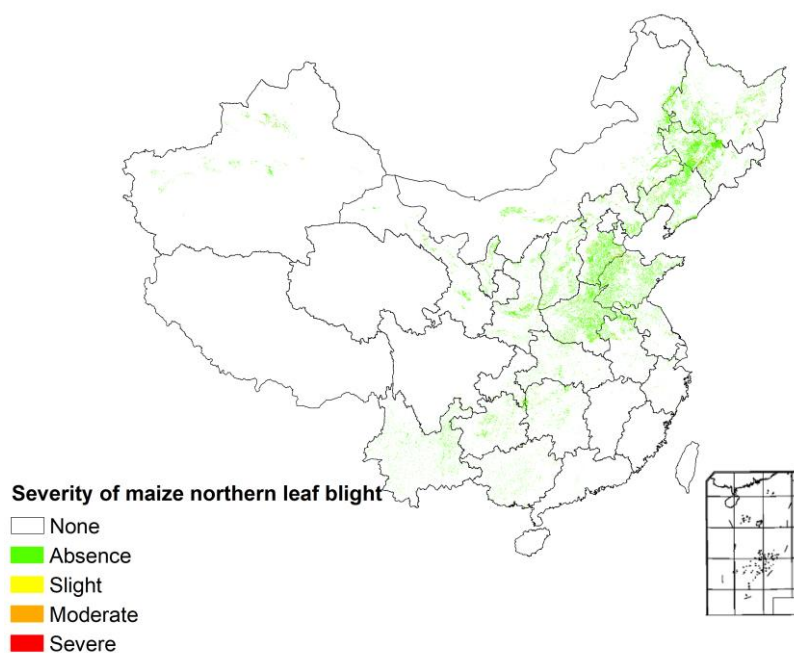 Severity of maize northern leaf blight
None
Absence
Slight
Moderate
Severe